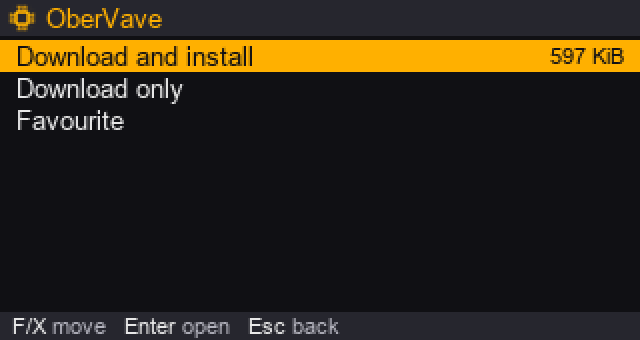 OberVave
Download and install 597 KiB
Download only
Favourite
F/X move Enter open Esc back